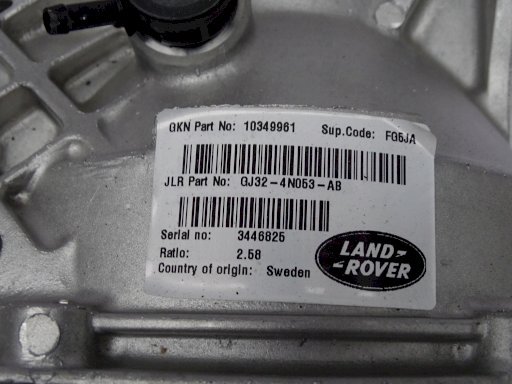 GKN Part No: 10349961 Sup.Code: FG5JA
JLR Part No: GJ32-4N053-AB
Serial no: 3446825
Ratio: 2.58
Country of origin: Sweden
LAND-
-ROVER